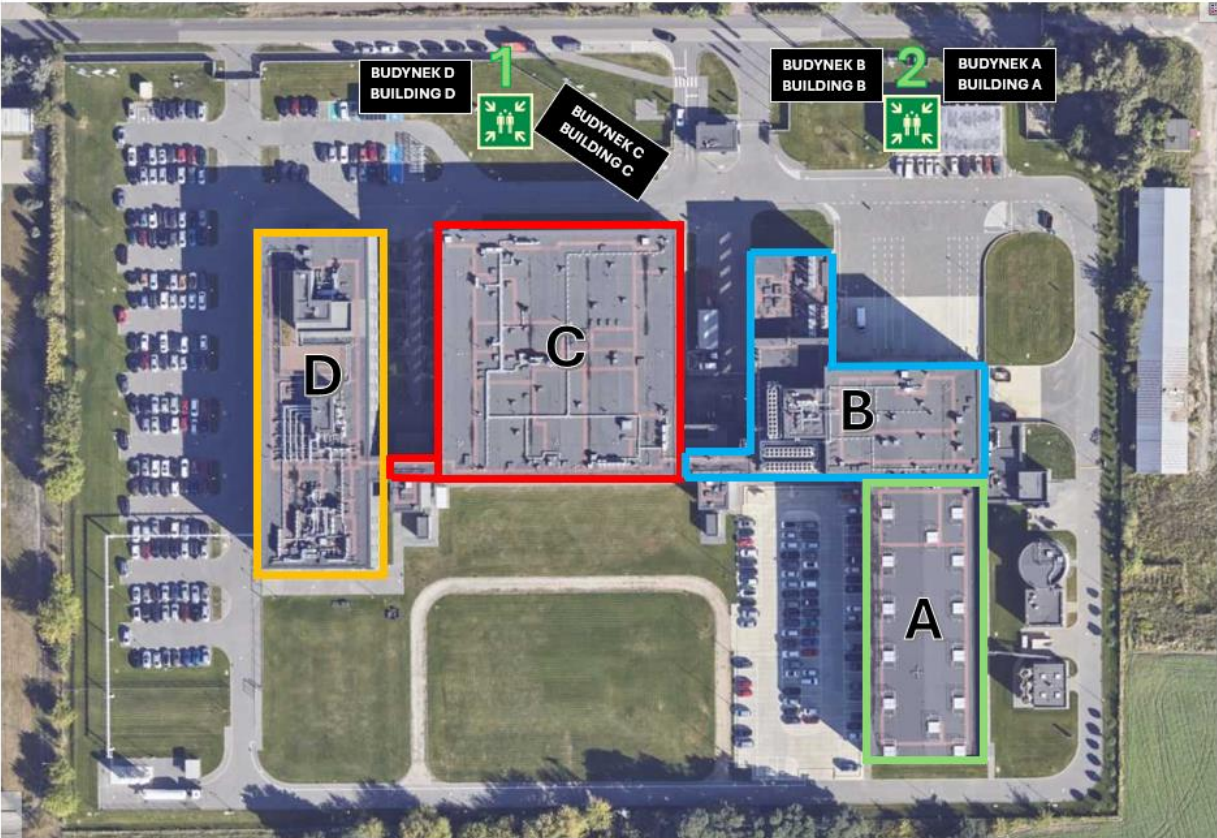 1
BUDYNEK D
BUILDING D
BUDYNEK C
BUILDING C
2
BUDYNEK B
BUILDING B
BUDYNEK A
BUILDING A
D
C
B
A